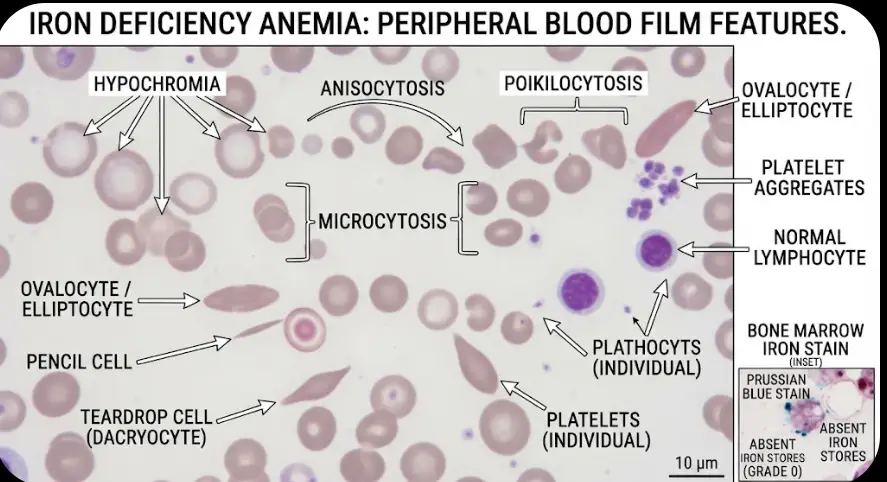 IRON DEFICIENCY ANEMIA: PERIPHERAL BLOOD FILM FEATURES.
HYPOCHROMIA
ANISOCYTOSIS
POIKILOCYTOSIS
OVALOCYTE /
ELLIPTOCYTE
PLATELET
AGGREGATES
MICROCYTOSIS
NORMAL
LYMPHOCYTE
OVALOCYTE /
ELLIPTOCYTE
PENCIL CELL
PLATHOCYTS
(INDIVIDUAL)
TEARDROP CELL
(DACRYOCYTE)
PLATELETS
(INDIVIDUAL)
10 µm
BONE MARROW
IRON STAIN
(INSET)
PRUSSIAN
BLUE STAIN
ABSENT
IRON STORES
(GRADE 0)
ABSENT
IRON
STORES